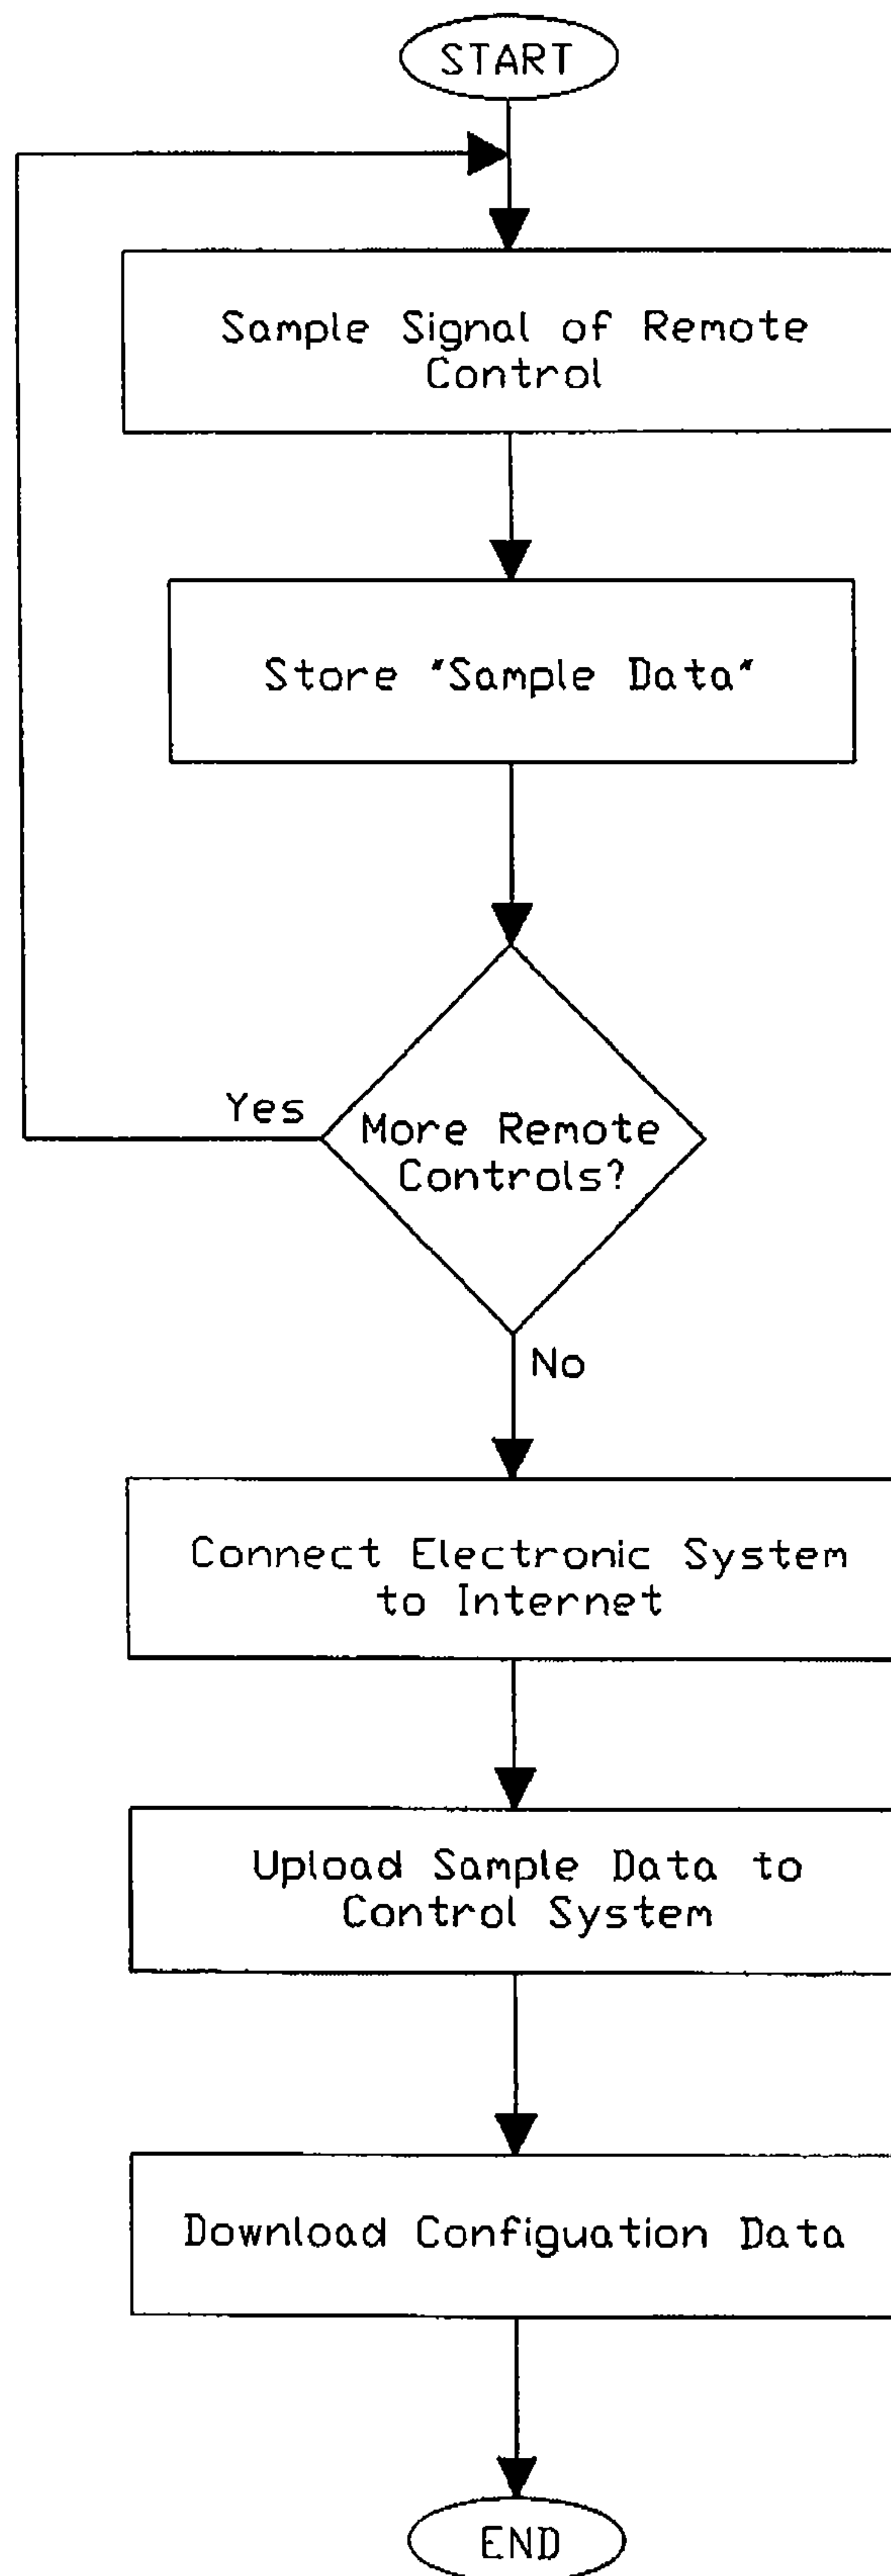 START
Sample Signal of Remote
Control
Store "Sample Data"
Yes
More Remote
Controls?
No
Connect Electronic System
to Internet
Upload Sample Data to
Control System
Download Configuation Data
END